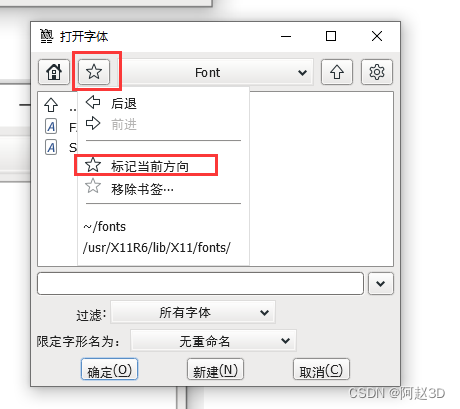 打开字体
Font
..
后退
F
前进
S
标记当前方向
移除书签...
~/fonts
/usr/X11R6/lib/X11/fonts/
过滤: 所有字体
限定字形名为: 无重命名
确定(O) 新建(N) 取消(C)
CSDN @阿赵3D